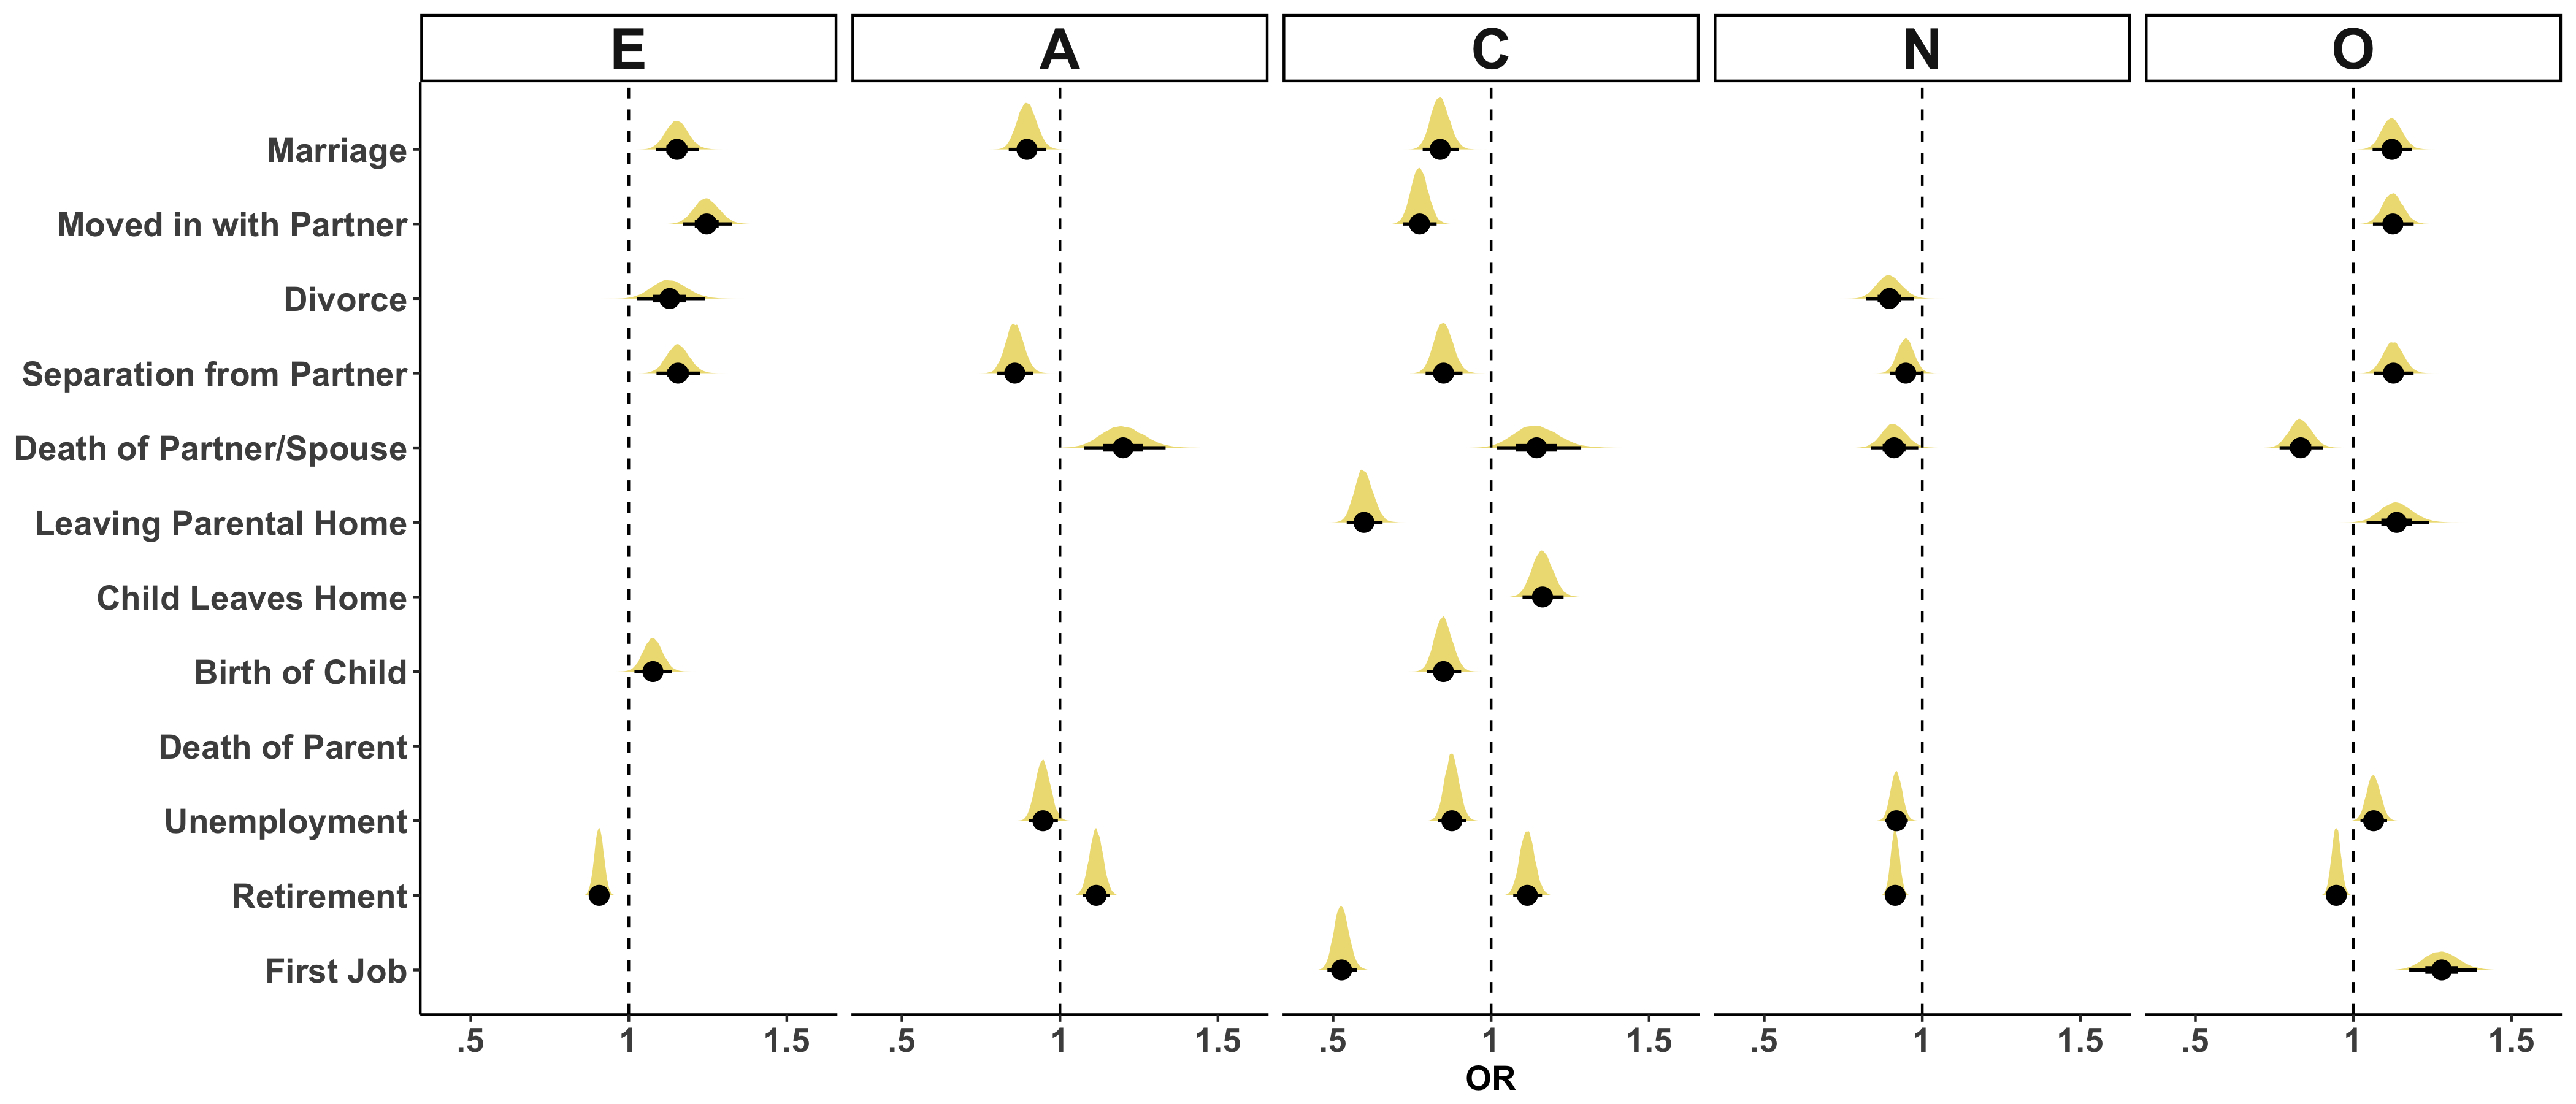 E A C N O
Marriage
Moved in with Partner
Divorce
Separation from Partner
Death of Partner/Spouse
Leaving Parental Home
Child Leaves Home
Birth of Child
Death of Parent
Unemployment
Retirement
First Job
.5 1 1.5 .5 1 1.5 .5 1 1.5 .5 1 1.5 .5 1 1.5
OR